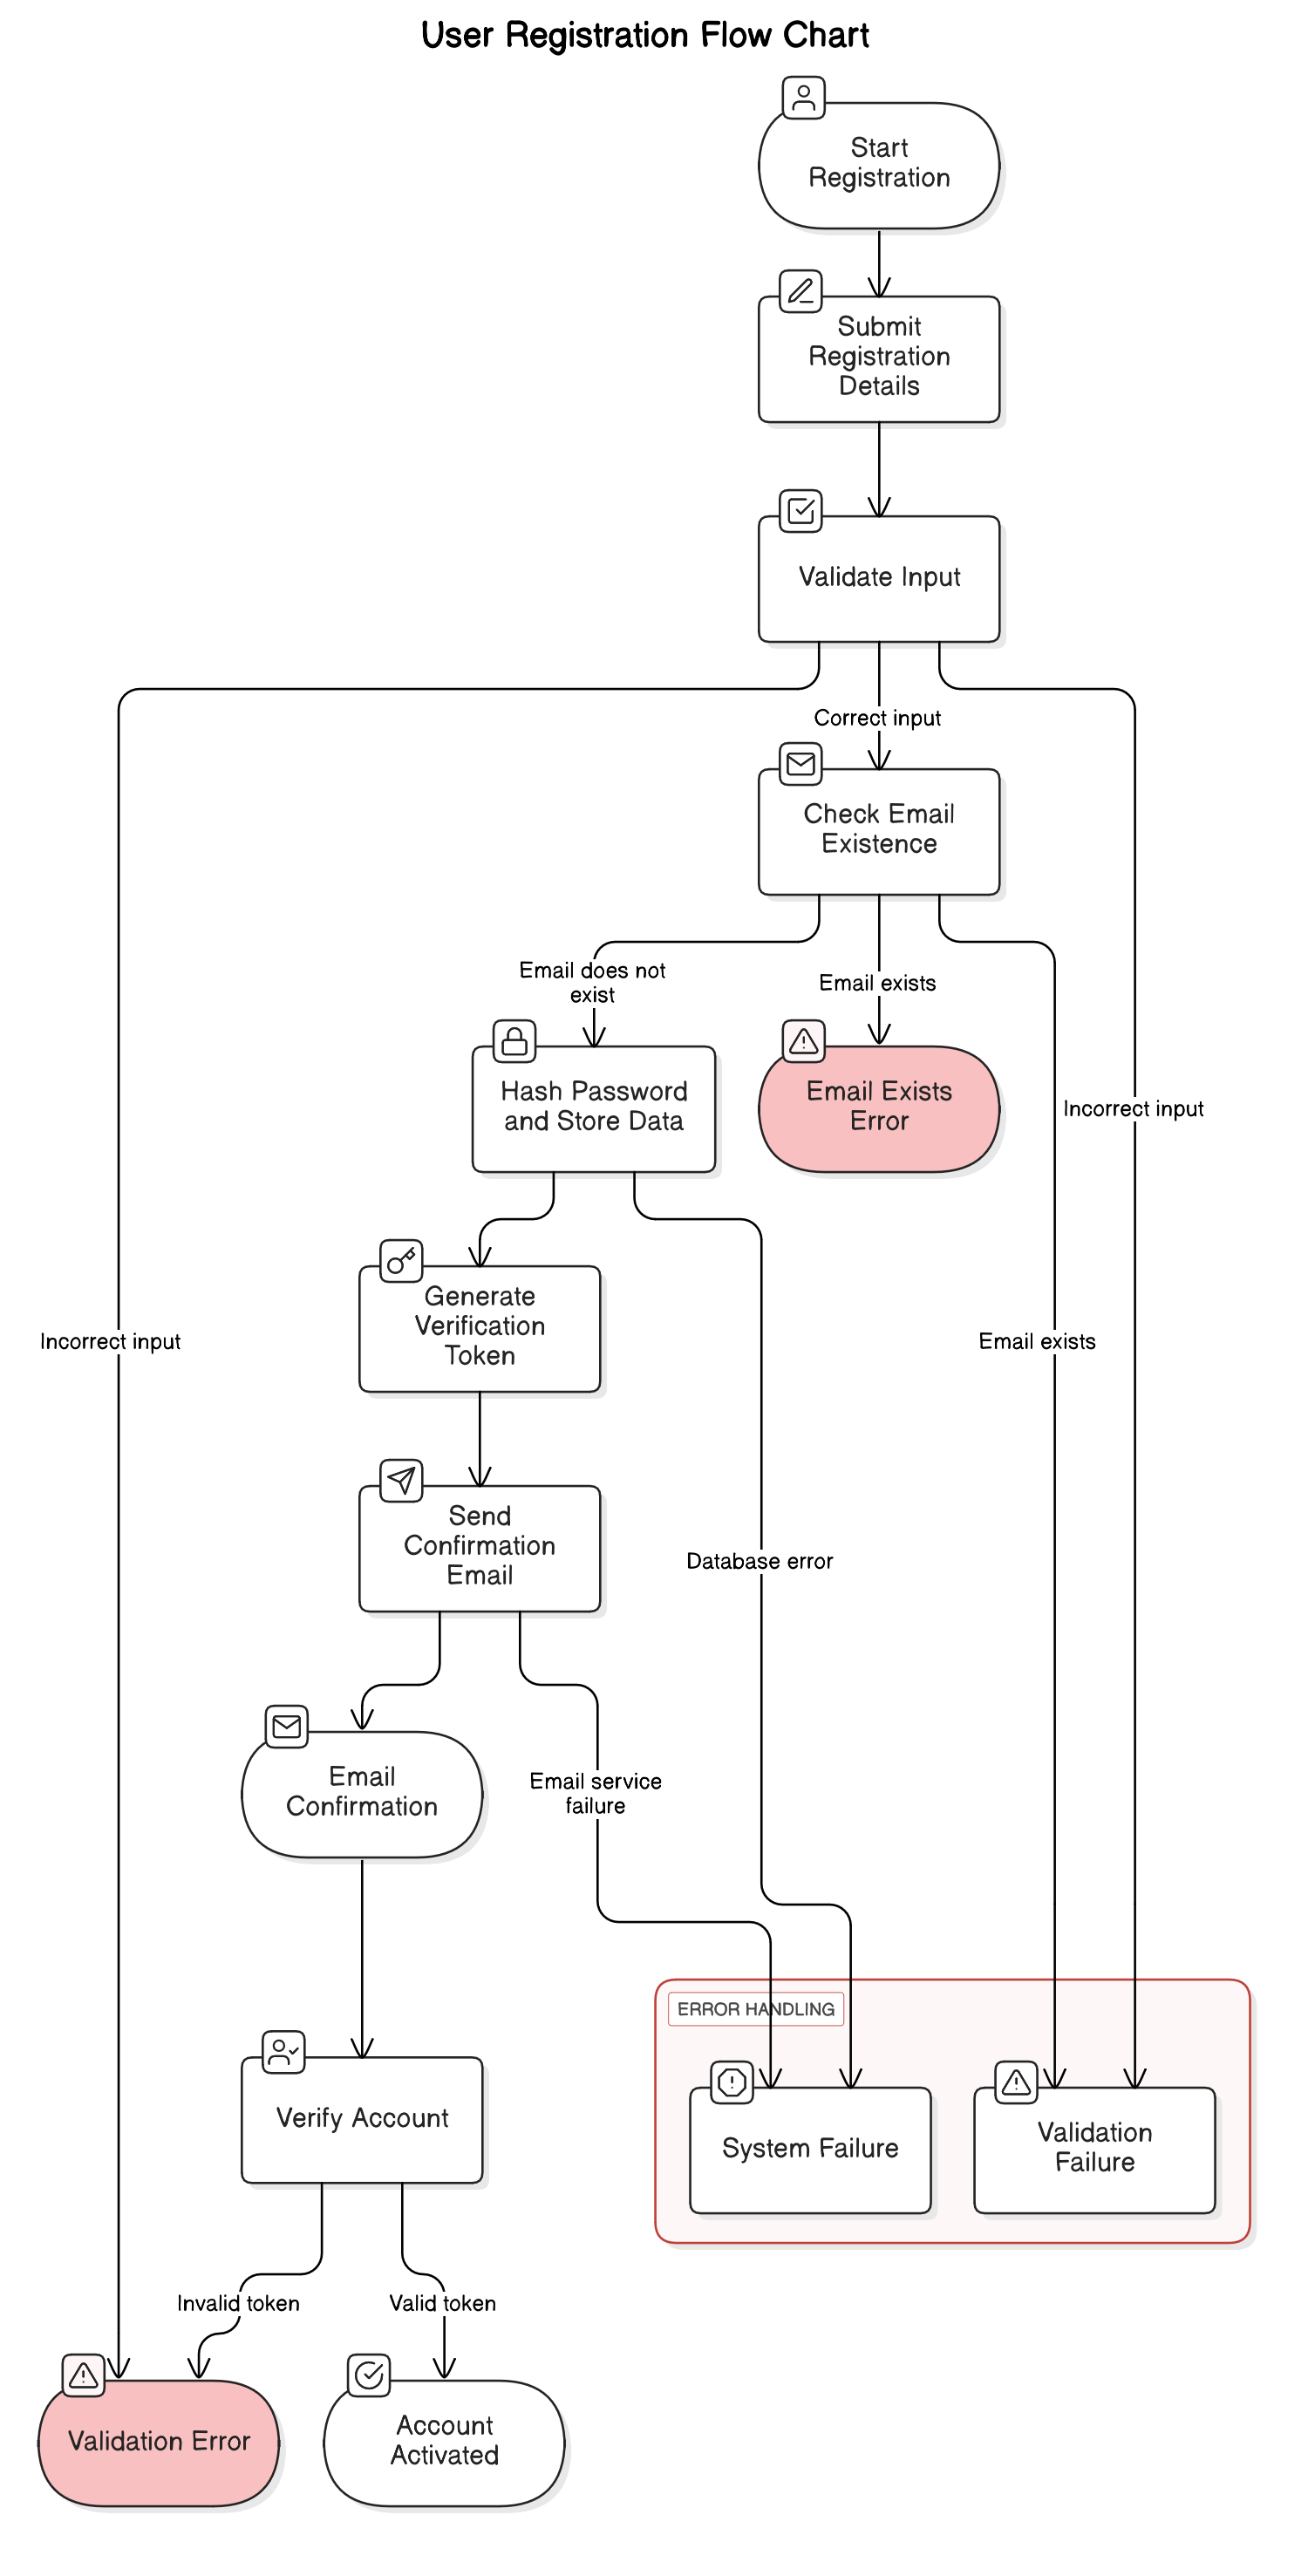 User Registration Flow Chart
Start
Registration
Submit
Registration
Details
Validate Input
Correct input
Check Email
Existence
Email does not
exist
Email exists
Hash Password
and Store Data
Email Exists
Error
Incorrect input
Generate
Verification
Token
Incorrect input
Email exists
Send
Confirmation
Email
Database error
Email
Confirmation
Email service
failure
ERROR HANDLING
Verify Account
System Failure
Validation
Failure
Invalid token
Valid token
Validation Error
Account
Activated